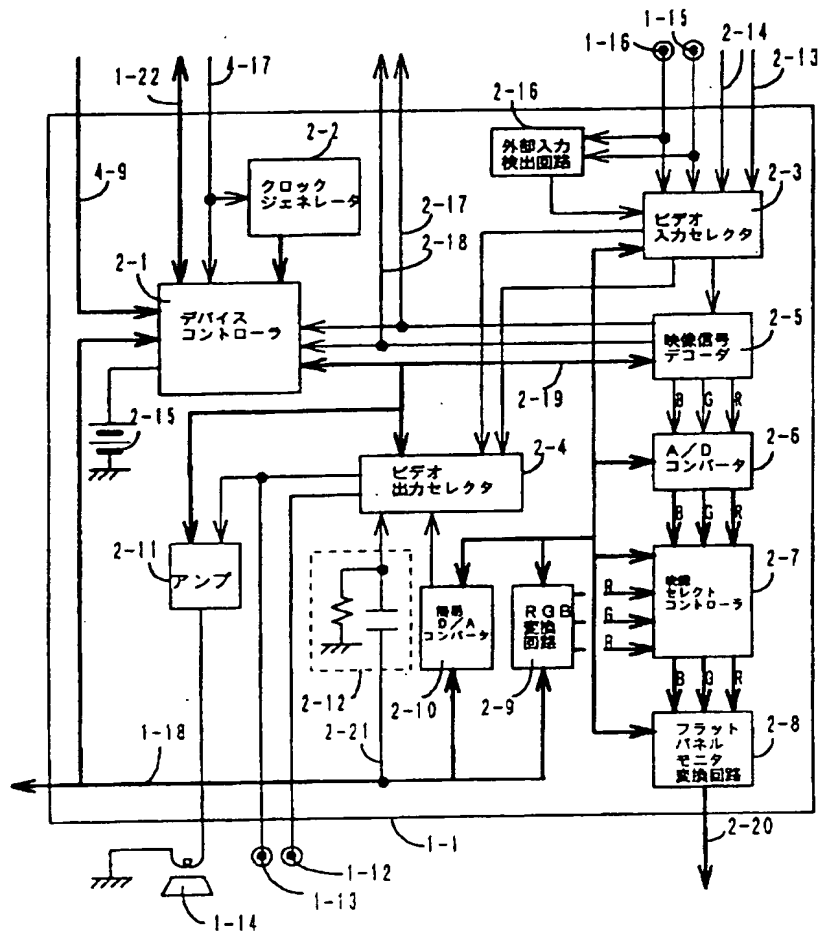 1-15
1-16
2-14
4-17
2-13
1-22
2-16
2-2
外部入力
検出回路
4-9
クロック
ジェネレータ
2-3
2-17
ビデオ
入力セレクタ
2-18
2-1
デバイス
コントローラ
2-5
映像信号
デコーダ
2-19
B G R
2-15
2-4
A/D
コンバータ
2-6
ビデオ
出力セレクタ
B G R
2-11
アンプ
2-7
映像
セレクト
コントローラ
簡易
D/A
コンバータ
RGB
変換
回路
R
G
B
B G R
2-12
2-10
2-9
2-8
フラット
パネル
モニタ
変換回路
2-21
1-18
2-20
1-1
1-12
1-13
1-14